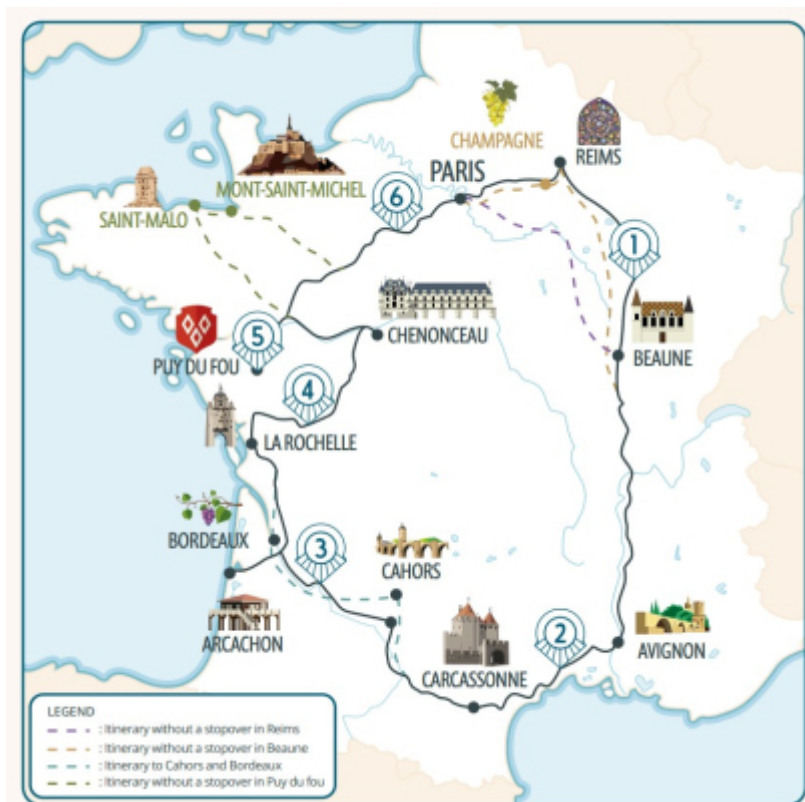 CHAMPAGNE
REIMS
PARIS
MONT-SAINT-MICHEL
SAINT-MALO
6
1
CHENONCEAU
BEAUNE
5
PUY DU FOU
4
LA ROCHELLE
BORDEAUX
3
CAHORS
ARCACHON
CARCASSONNE
2
AVIGNON
LEGEND
: Itinerary without a stopover in Reims
: Itinerary without a stopover in Beaune
: Itinerary to Cahors and Bordeaux
: Itinerary without a stopover in Puy du fou